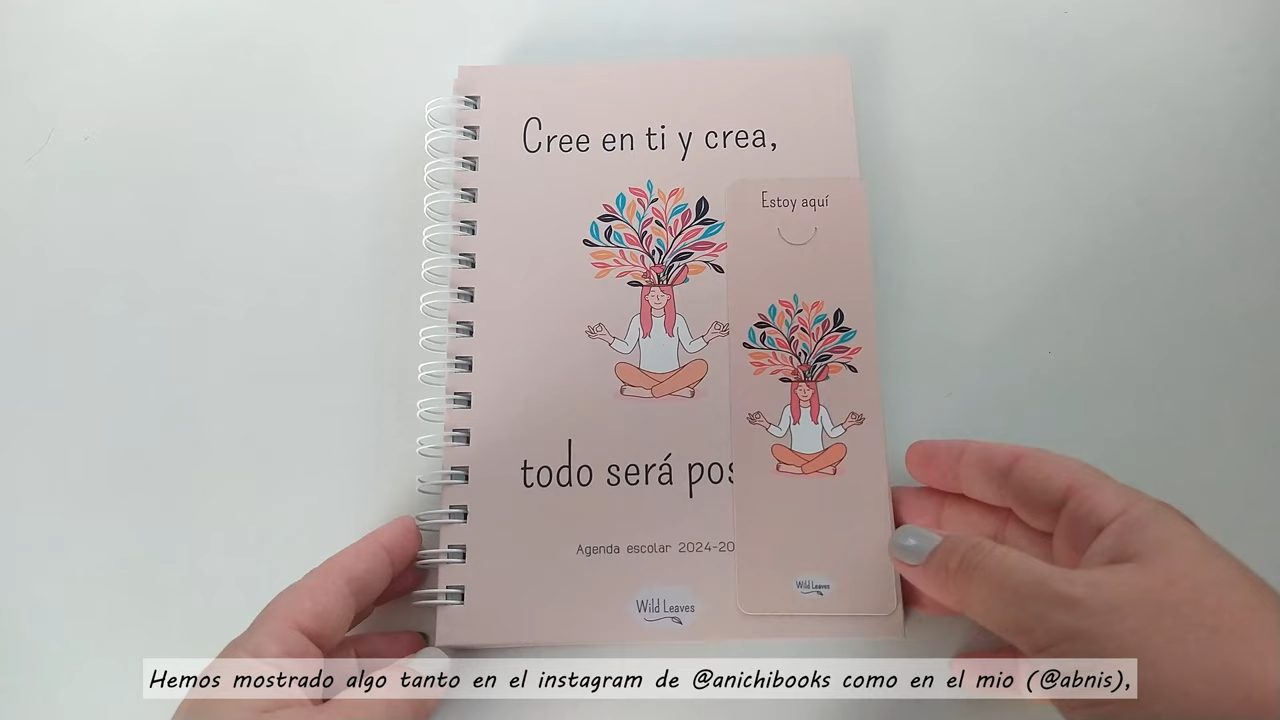 Cree en ti y crea,
Estoy aquí
todo será pos
Agenda escolar 2024-20
Wild Leaves
Wild Leaves
Hemos mostrado algo tanto en el instagram de @anichibooks como en el mio (@abnis),